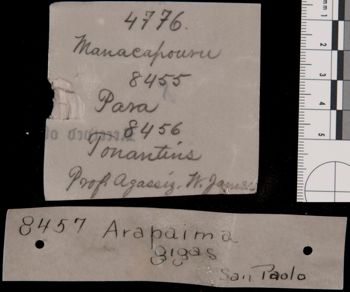 4776.
Manacapouru
8455
Para
8456
Tonantins
Prof. Agassiz. W. James
8457 Arapaima
gigas
San Paolo